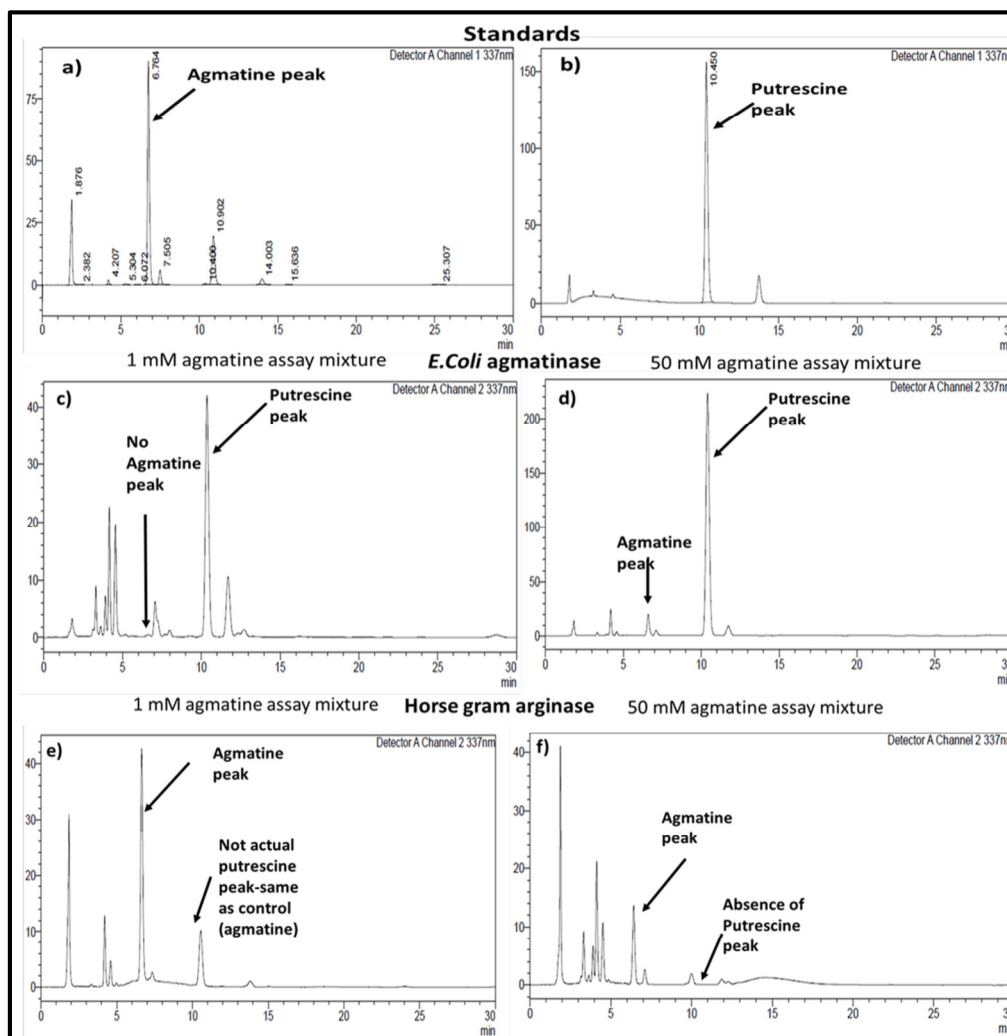 Standards
a)
Detector A Channel 1 337nm
Agmatine peak
75
50
25
0
1.876
2.382
4.207
5.304
6.072
6.764
7.505
10.400
10.902
14.003
15.636
25.307
0 5 10 15 20 25 30
min
b)
Detector A Channel 1 337nm
Putrescine
peak
10.450
150
100
50
0
0 5 10 15 20 25 30
min
1 mM agmatine assay mixture
E.Coli agmatinase
50 mM agmatine assay mixture
c)
Detector A Channel 2 337nm
Putrescine
peak
No
Agmatine
peak
40
30
20
10
0
0 5 10 15 20 25 30
min
d)
Detector A Channel 2 337nm
Putrescine
peak
Agmatine
peak
200
150
100
50
0
0 5 10 15 20 25 30
min
1 mM agmatine assay mixture
Horse gram arginase
50 mM agmatine assay mixture
e)
Detector A Channel 2 337nm
Agmatine
peak
Not actual
putrescine
peak-same
as control
(agmatine)
40
30
20
10
0
0 5 10 15 20 25 30
min
f)
Detector A Channel 2 337nm
Agmatine
peak
Absence of
Putrescine
peak
40
30
20
10
0
0 5 10 15 20 25 30
min